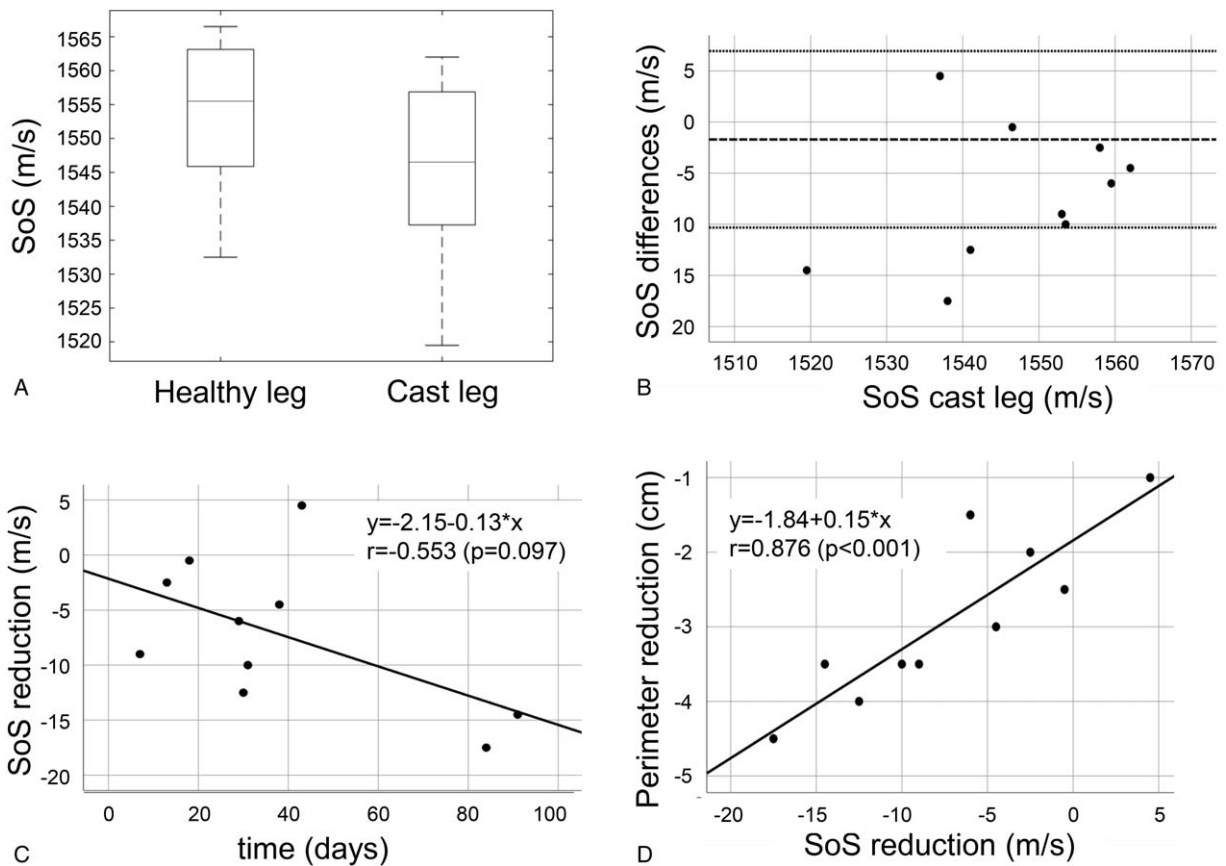 SoS (m/s)
1565
1560
1555
1550
1545
1540
1535
1530
1525
1520
Healthy leg
Cast leg
A
SoS differences (m/s)
5
0
-5
10
15
20
1510
1520
1530
1540
1550
1560
1570
SoS cast leg (m/s)
B
SoS reduction (m/s)
5
0
-5
-10
-15
-20
y=-2.15-0.13*x
r=-0.553 (p=0.097)
0
20
40
60
80
100
time (days)
C
Perimeter reduction (cm)
-1
-2
-3
-4
-5
-
y=-1.84+0.15*x
r=0.876 (p<0.001)
-20
-15
-10
-5
0
5
SoS reduction (m/s)
D